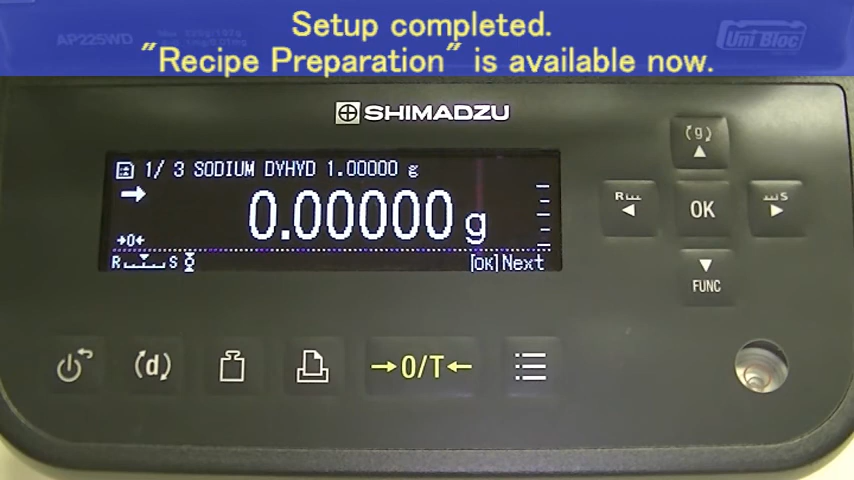 Setup completed.
"Recipe Preparation" is available now.
AP225WD
Uni Bloc
SHIMADZU
1/ 3 SODIUM DYHYD 1.00000 g
0.00000 g
→0←
R S
[OK]Next
(g)
R
OK
S
FUNC
(d)
→0/T←